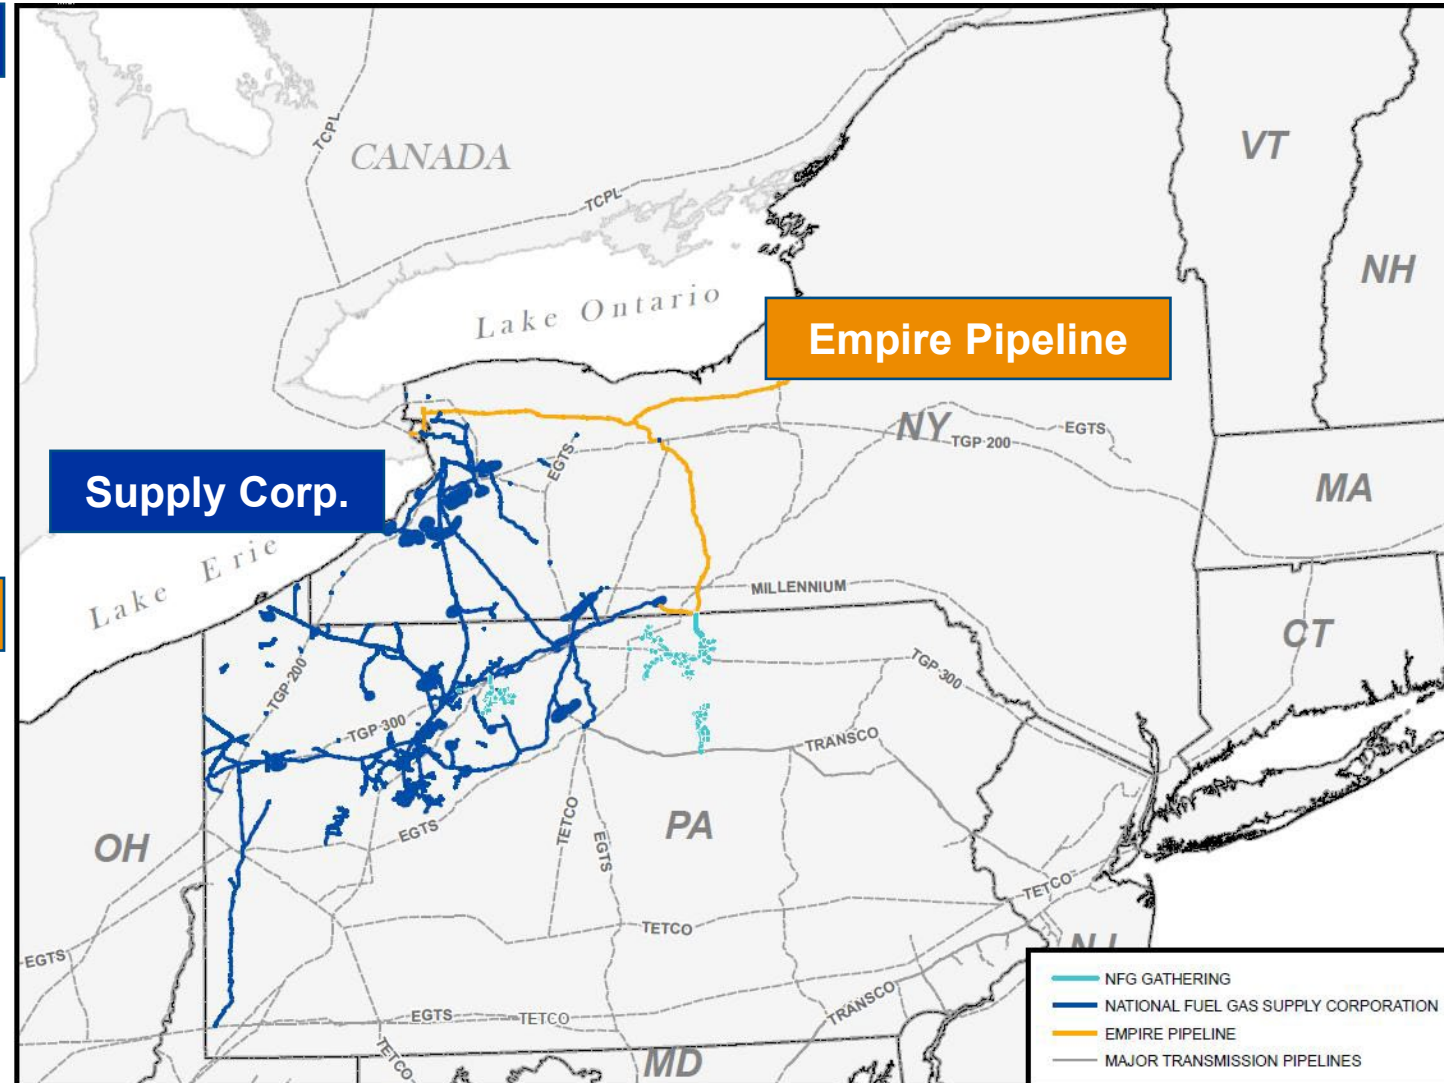 CANADA
TCPL
TCPL
VT
NH
Lake Ontario
Empire Pipeline
NY
EGTS
TGP 200
EGTS
MA
Supply Corp.
Lake Erie
MILLENNIUM
CT
TGP 200
TGP 300
TGP 300
TRANSCO
OH
EGTS
TETCO
EGTS
PA
TETCO
TETCO
NJ
EGTS
EGTS
TETCO
TRANSCO
TETCO
MD
NFG GATHERING
NATIONAL FUEL GAS SUPPLY CORPORATION
EMPIRE PIPELINE
MAJOR TRANSMISSION PIPELINES